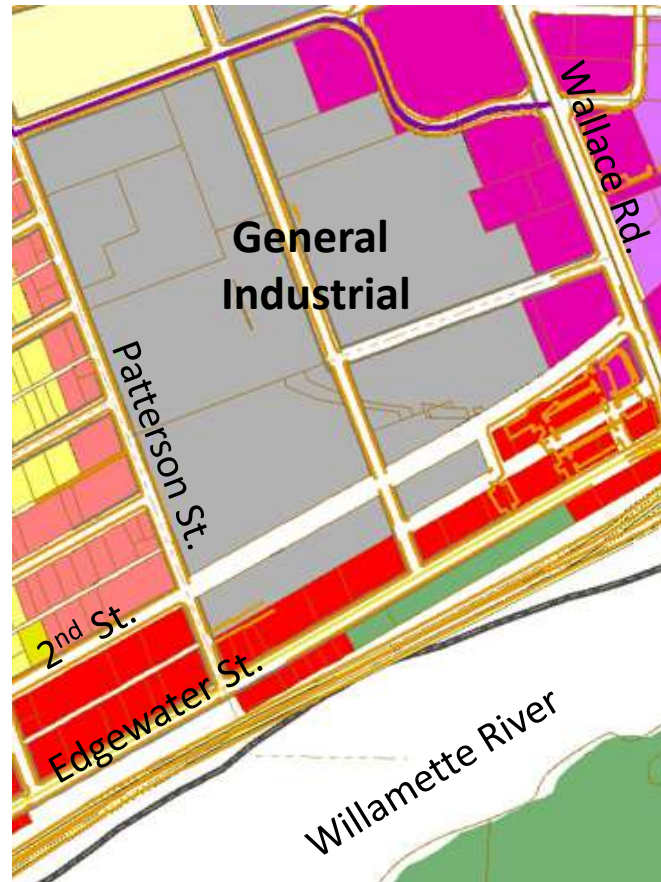 Wallace Rd.
General
Industrial
Patterson St.
2nd St.
Edgewater St.
Willamette River